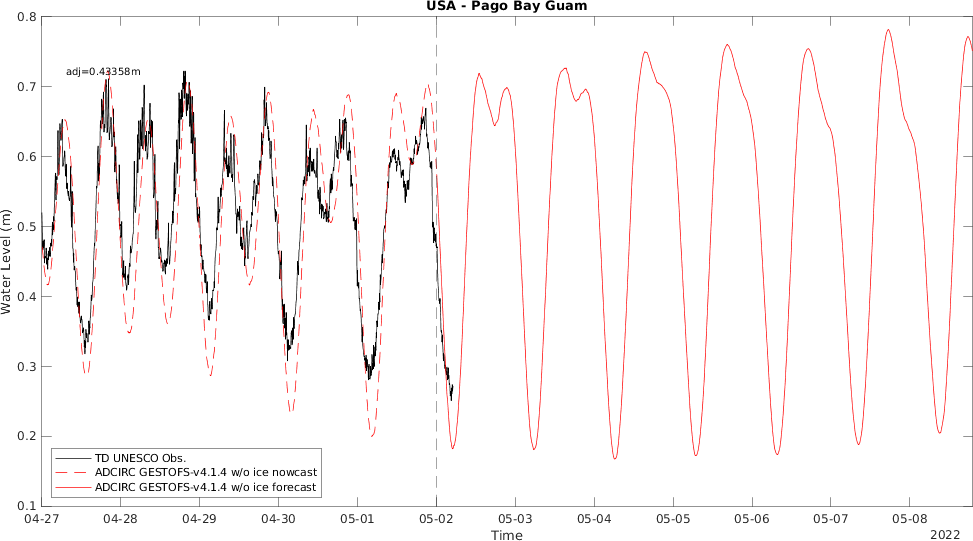 USA - Pago Bay Guam
0.8
0.7
0.6
0.5
0.4
0.3
0.2
0.1
Water Level (m)
adj=0.43358m
TD UNESCO Obs.
ADCIRC GESTOFS-v4.1.4 w/o ice nowcast
ADCIRC GESTOFS-v4.1.4 w/o ice forecast
04-27 04-28 04-29 04-30 05-01 05-02 05-03 05-04 05-05 05-06 05-07 05-08
Time
2022